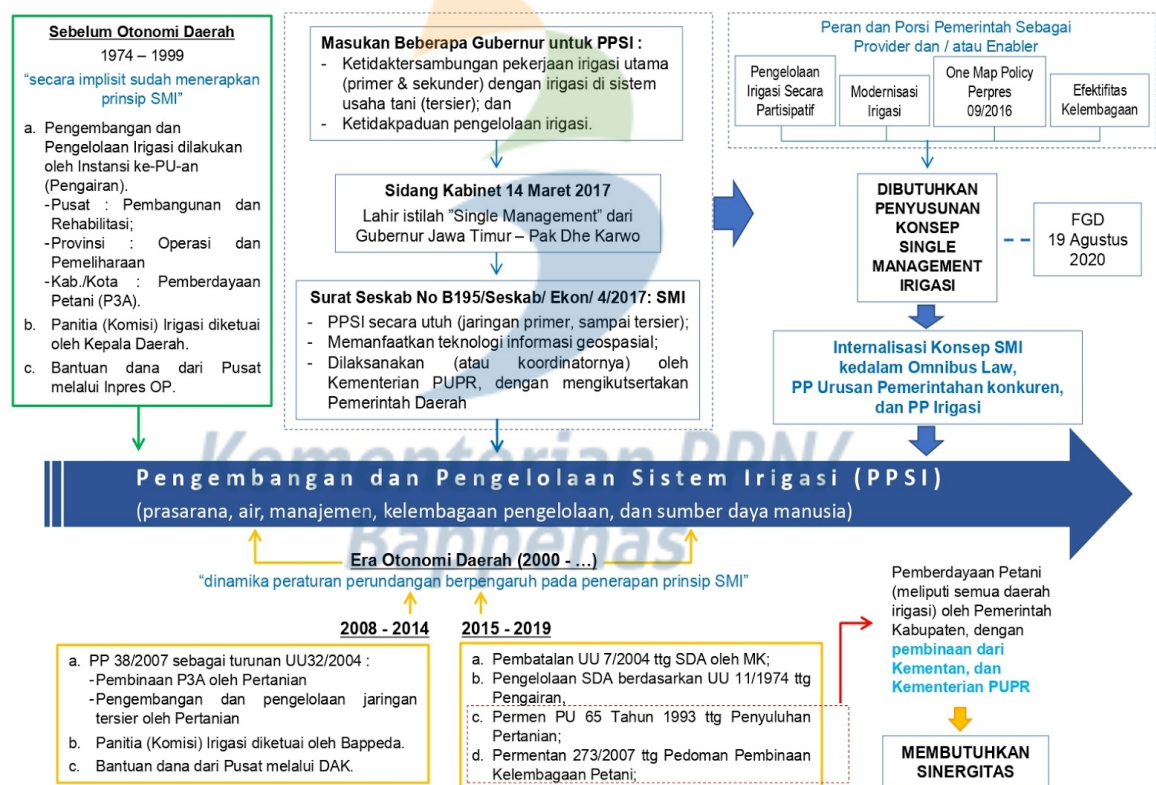 Sebelum Otonomi Daerah
1974 – 1999
“secara implisit sudah menerapkan
prinsip SMI”
a. Pengembangan dan
Pengelolaan Irigasi dilakukan
oleh Instansi ke-PU-an
(Pengairan).
-Pusat : Pembangunan dan
Rehabilitasi;
-Provinsi : Operasi dan
Pemeliharaan
-Kab./Kota : Pemberdayaan
Petani (P3A).
b. Panitia (Komisi) Irigasi diketuai
oleh Kepala Daerah.
c. Bantuan dana dari Pusat
melalui Inpres OP.
Masukan Beberapa Gubernur untuk PPSI :
- Ketidaktersambungan pekerjaan irigasi utama
(primer & sekunder) dengan irigasi di sistem
usaha tani (tersier); dan
- Ketidakpaduan pengelolaan irigasi.
Sidang Kabinet 14 Maret 2017
Lahir istilah ”Single Management” dari
Gubernur Jawa Timur – Pak Dhe Karwo
Surat Seskab No B195/Seskab/ Ekon/ 4/2017: SMI
- PPSI secara utuh (jaringan primer, sampai tersier);
- Memanfaatkan teknologi informasi geospasial;
- Dilaksanakan (atau koordinatornya) oleh
Kementerian PUPR, dengan mengikutsertakan
Pemerintah Daerah
Peran dan Porsi Pemerintah Sebagai
Provider dan / atau Enabler
Pengelolaan
Irigasi Secara
Partisipatif
Modernisasi
Irigasi
One Map Policy
Perpres
09/2016
Efektifitas
Kelembagaan
DIBUTUHKAN
PENYUSUNAN
KONSEP
SINGLE
MANAGEMENT
IRIGASI
FGD
19 Agustus
2020
Internalisasi Konsep SMI
kedalam Omnibus Law,
PP Urusan Pemerintahan konkuren,
dan PP Irigasi
Kementerian PPN/
Bappenas
Pengembangan dan Pengelolaan Sistem Irigasi (PPSI)
(prasarana, air, manajemen, kelembagaan pengelolaan, dan sumber daya manusia)
Era Otonomi Daerah (2000 - …)
“dinamika peraturan perundangan berpengaruh pada penerapan prinsip SMI”
2008 - 2014
a. PP 38/2007 sebagai turunan UU32/2004 :
-Pembinaan P3A oleh Pertanian
-Pengembangan dan pengelolaan jaringan
tersier oleh Pertanian
b. Panitia (Komisi) Irigasi diketuai oleh Bappeda.
c. Bantuan dana dari Pusat melalui DAK.
2015 - 2019
a. Pembatalan UU 7/2004 ttg SDA oleh MK;
b. Pengelolaan SDA berdasarkan UU 11/1974 ttg
Pengairan,
c. Permen PU 65 Tahun 1993 ttg Penyuluhan
Pertanian;
d. Permentan 273/2007 ttg Pedoman Pembinaan
Kelembagaan Petani;
Pemberdayaan Petani
(meliputi semua daerah
irigasi) oleh Pemerintah
Kabupaten, dengan
pembinaan dari
Kementan, dan
Kementerian PUPR
MEMBUTUHKAN
SINERGITAS